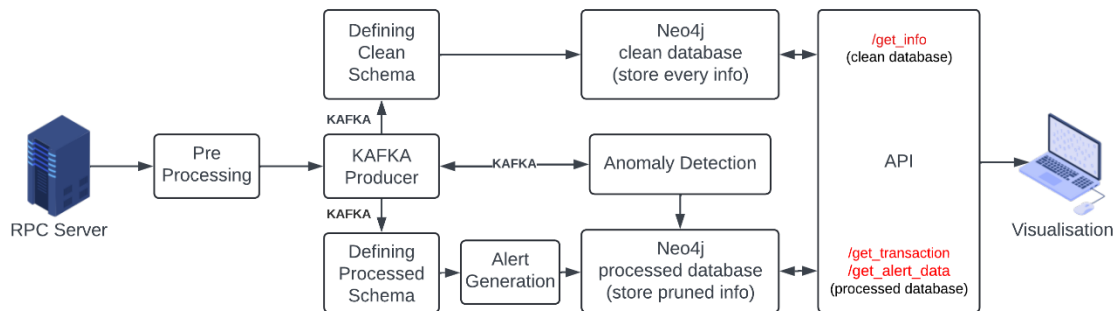 RPC Server
Pre
Processing
KAFKA
Producer
KAFKA
Defining
Clean
Schema
Neo4j
clean database
(store every info)
KAFKA
Anomaly Detection
KAFKA
Defining
Processed
Schema
Alert
Generation
Neo4j
processed database
(store pruned info)
/get_info
(clean database)
API
/get_transaction
/get_alert_data
(processed database)
Visualisation